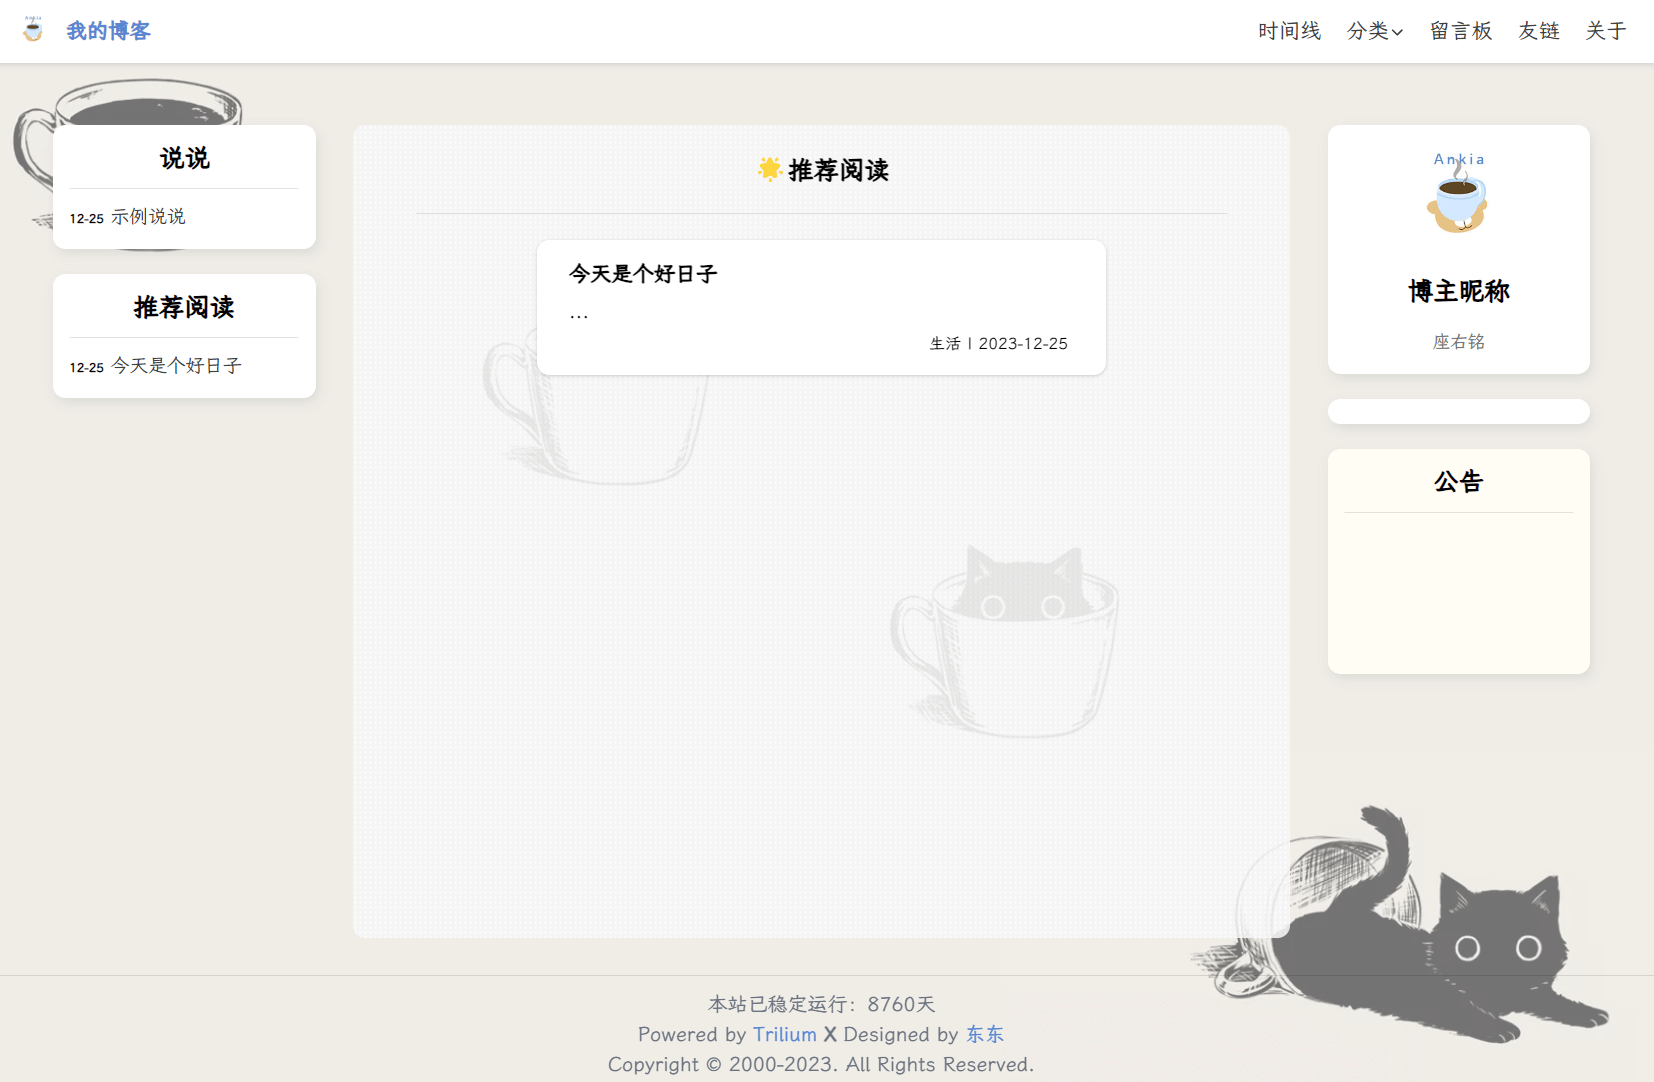 Ankia
我的博客
时间线 分类 留言板 友链 关于
说说
12-25 示例说说
推荐阅读
12-25 今天是个好日子
🌟推荐阅读
今天是个好日子
...
生活 | 2023-12-25
Ankia
博主昵称
座右铭
公告
本站已稳定运行：8760天
Powered by Trilium X Designed by 东东
Copyright © 2000-2023. All Rights Reserved.